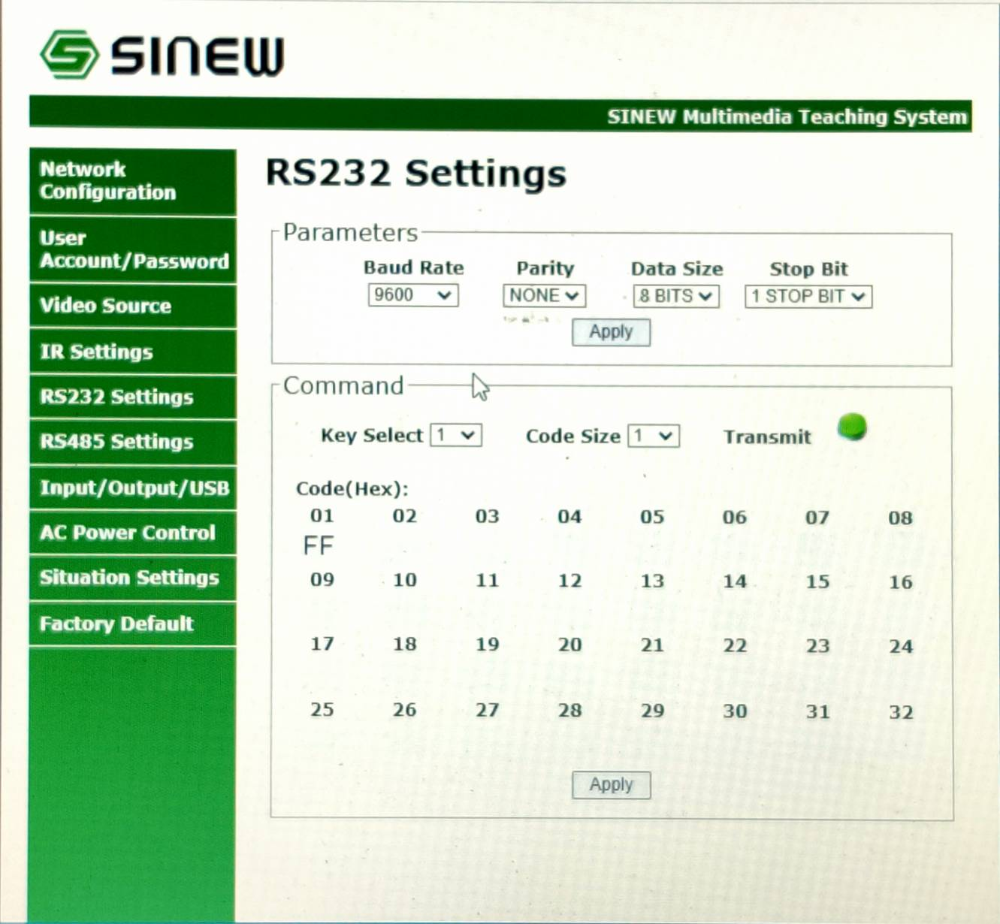 SINEW
SINEW Multimedia Teaching System
Network
Configuration
User
Account/Password
Video Source
IR Settings
RS232 Settings
RS485 Settings
Input/Output/USB
AC Power Control
Situation Settings
Factory Default
RS232 Settings
Parameters
Baud Rate Parity Data Size Stop Bit
9600 NONE 8 BITS 1 STOP BIT
Apply
Command
Key Select 1 Code Size 1 Transmit
Code(Hex):
01 02 03 04 05 06 07 08
FF
09 10 11 12 13 14 15 16
17 18 19 20 21 22 23 24
25 26 27 28 29 30 31 32
Apply